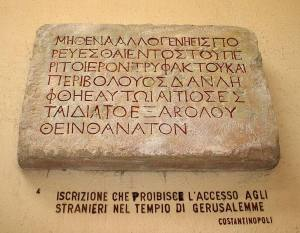 ΜΗΘΕΝΑΑΛΛΟΓΕΝΗΕΙΣΠΟ
ΡΕΥΕΣΘΑΙΕΝΤΟΣΤΟΥΠΕ
ΡΙΤΟΙΕΡΟΝΤΡΥΦΑΚΤΟΥΚΑΙ
ΠΕΡΙΒΟΛΟΥΟΣΔΑΝΛΗ
ΦΘΗΕΑΥΤΩΙΑΙΤΙΟΣΕΣ
ΤΑΙΔΙΑΤΟΕΞΑΚΟΛΟΥ
ΘΕΙΝΘΑΝΑΤΟΝ
ISCRIZIONE CHE PROIBISCE L'ACCESSO AGLI
STRANIERI NEL TEMPIO DI GERUSALEMME
COSTANTINOPOLI